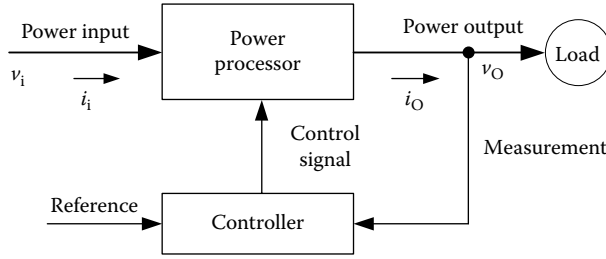 Power input
Power
processor
Power output
Load
vi
ii
iO
vO
Control
signal
Measurement
Reference
Controller